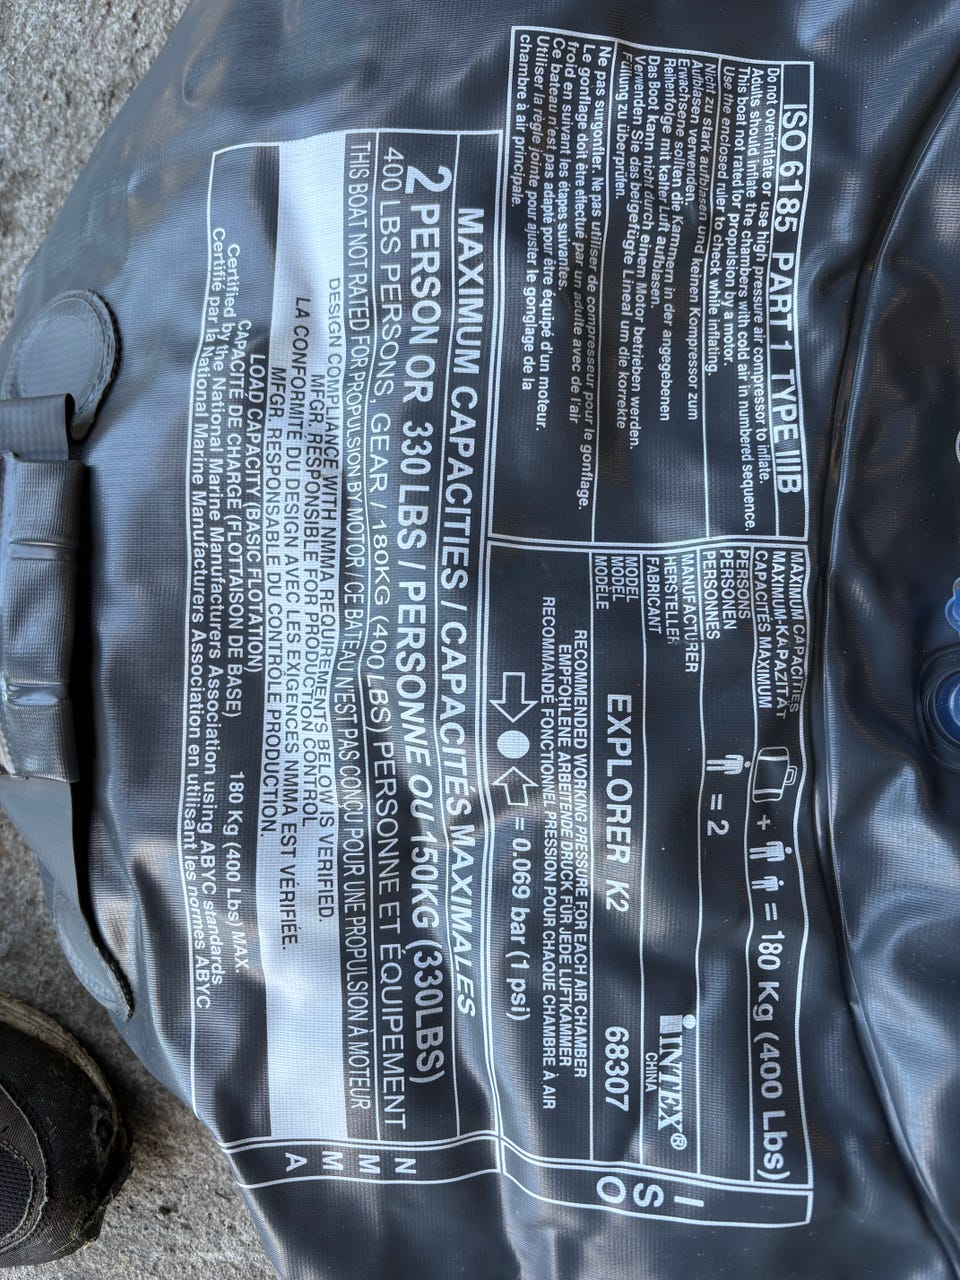 ISO 6185 PART 1 TYPE IIIB
Do not overinflate or use high pressure air compressor to inflate.
Adults should inflate the chambers with cold air in numbered sequence.
This boat not rated for propulsion by a motor.
Use the enclosed ruler to check while inflating.
Nicht zu stark aufblasen und keinen Kompressor zum
Aufblasen verwenden.
Erwachsene sollen die Kammern in der angegebenen
Reihenfolge mit kalter Luft aufblasen.
Das Boot kann nicht durch einem Motor betrieben werden.
Verwenden Sie das beigefügte Lineal um die korrekte
Füllung zu überprüfen.
Ne pas surgonfler. Ne pas utiliser de compresseur pour le gonflage.
Le gonflage doit être effectué par un adulte avec de l'air
froid en suivant les étapes suivantes.
Ce bateau n'est pas adapté pour être équipé d'un moteur.
Utiliser la règle jointe pour ajuster le gonglage de la
chambre à air principale.
MAXIMUM CAPACITIES
MAXIMUM-KAPAZITÄT
CAPACITÉS MAXIMUM
+ = 180 Kg (400 Lbs)
PERSONS
PERSONEN
PERSONNES
= 2
MANUFACTURER
HERSTELLER
FABRICANT
INTEX®
CHINA
MODEL
MODEL
MODÈLE
EXPLORER K2 68307
RECOMMENDED WORKING PRESSURE FOR EACH AIR CHAMBER
EMPFOHLENE ARBEITENDE DRUCK FÜR JEDE LUFTKAMMER
RECOMMANDÉ FONCTIONNEL PRESSION POUR CHAQUE CHAMBRE À AIR
= 0.069 bar (1 psi)
ISO
MAXIMUM CAPACITIES / CAPACITÉS MAXIMALES
2 PERSON OR 330 LBS / PERSONNE OU 150KG (330LBS)
400 LBS PERSONS, GEAR / 180KG (400 LBS) PERSONNE ET ÉQUIPEMENT
THIS BOAT NOT RATED FOR PROPULSION BY MOTOR / CE BATEAU N'EST PAS CONÇU POUR UNE PROPULSION À MOTEUR
DESIGN COMPLIANCE WITH NMMA REQUIREMENTS BELOW IS VERIFIED.
MFGR. RESPONSIBLE FOR PRODUCTION CONTROL
LA CONFORMITÉ DU DESIGN AVEC LES EXIGENCES NMMA EST VÉRIFIÉE.
MFGR. RESPONSABLE DU CONTRÔLE PRODUCTION.
LOAD CAPACITY (BASIC FLOTATION)
CAPACITÉ DE CHARGE (FLOTTAISON DE BASE) 180 Kg (400 Lbs) MAX.
Certified by the National Marine Manufacturers Association using ABYC standards
Certifié par la National Marine Manufacturers Association en utilisant les normes ABYC
NMMA